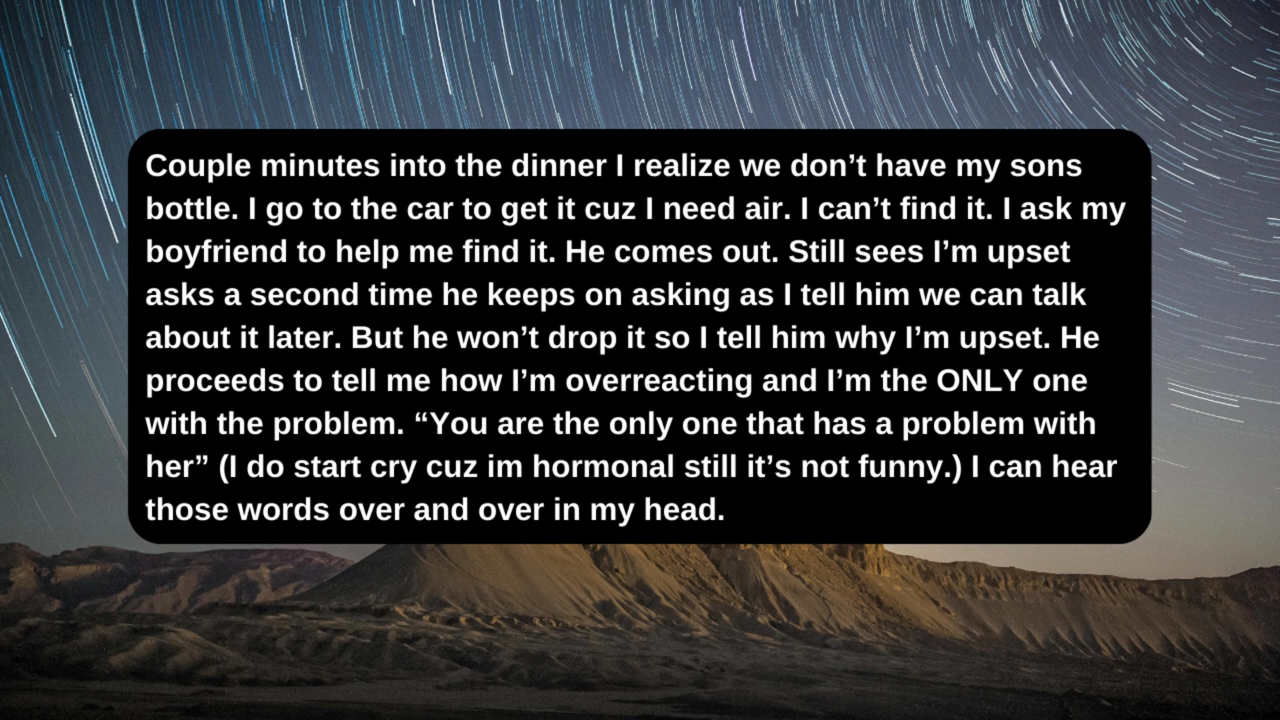 Couple minutes into the dinner I realize we don’t have my sons
bottle. I go to the car to get it cuz I need air. I can’t find it. I ask my
boyfriend to help me find it. He comes out. Still sees I’m upset
asks a second time he keeps on asking as I tell him we can talk
about it later. But he won’t drop it so I tell him why I’m upset. He
proceeds to tell me how I’m overreacting and I’m the ONLY one
with the problem. “You are the only one that has a problem with
her” (I do start cry cuz im hormonal still it’s not funny.) I can hear
those words over and over in my head.